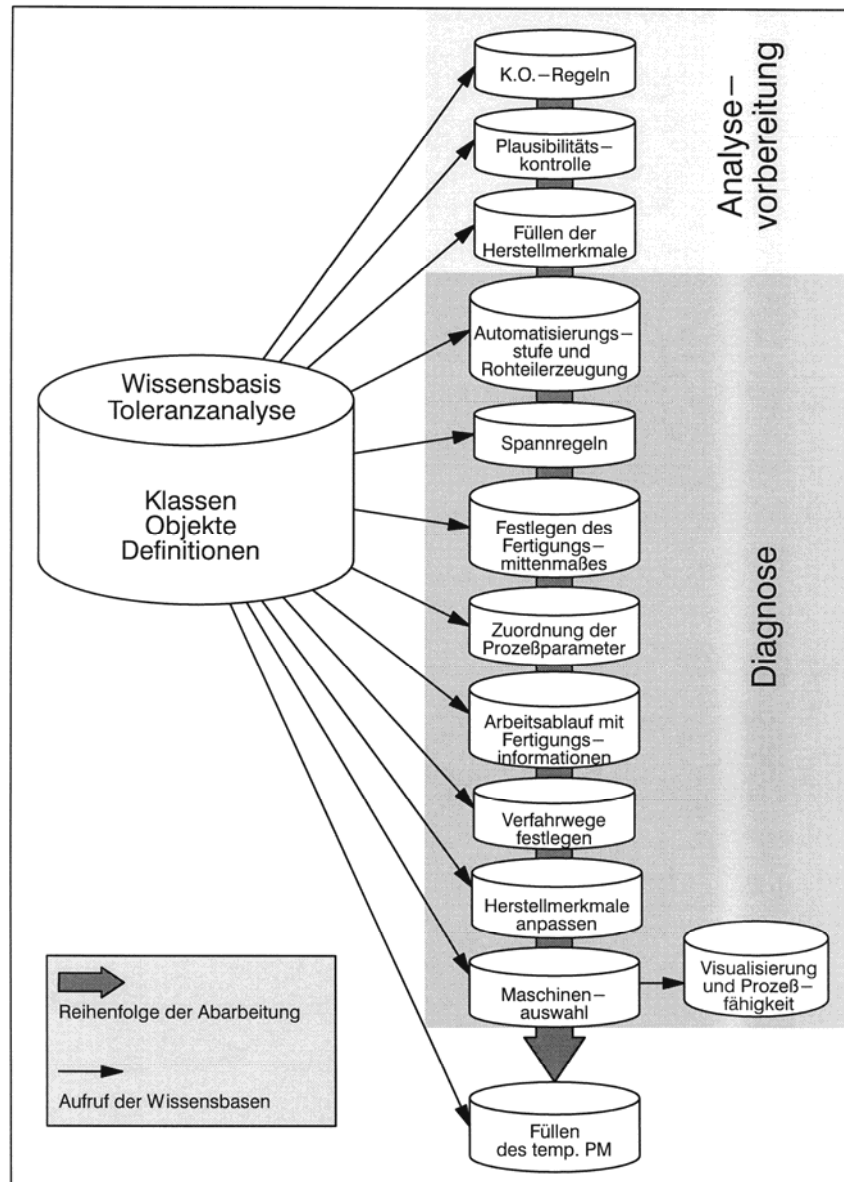 K.O.–Regeln
Plausibilitäts–
kontrolle
Füllen der
Herstellmerkmale
Analyse–
vorbereitung
Automatisierungs–
stufe und
Rohteilerzeugung
Wissensbasis
Toleranzanalyse
Klassen
Objekte
Definitionen
Spannregeln
Festlegen des
Fertigungs–
mittenmaßes
Zuordnung der
Prozeßparameter
Diagnose
Arbeitsablauf mit
Fertigungs–
informationen
Verfahrwege
festlegen
Herstellmerkmale
anpassen
Maschinen–
auswahl
Visualisierung
und Prozeß–
fähigkeit
Reihenfolge der Abarbeitung
Aufruf der Wissensbasen
Füllen
des temp. PM